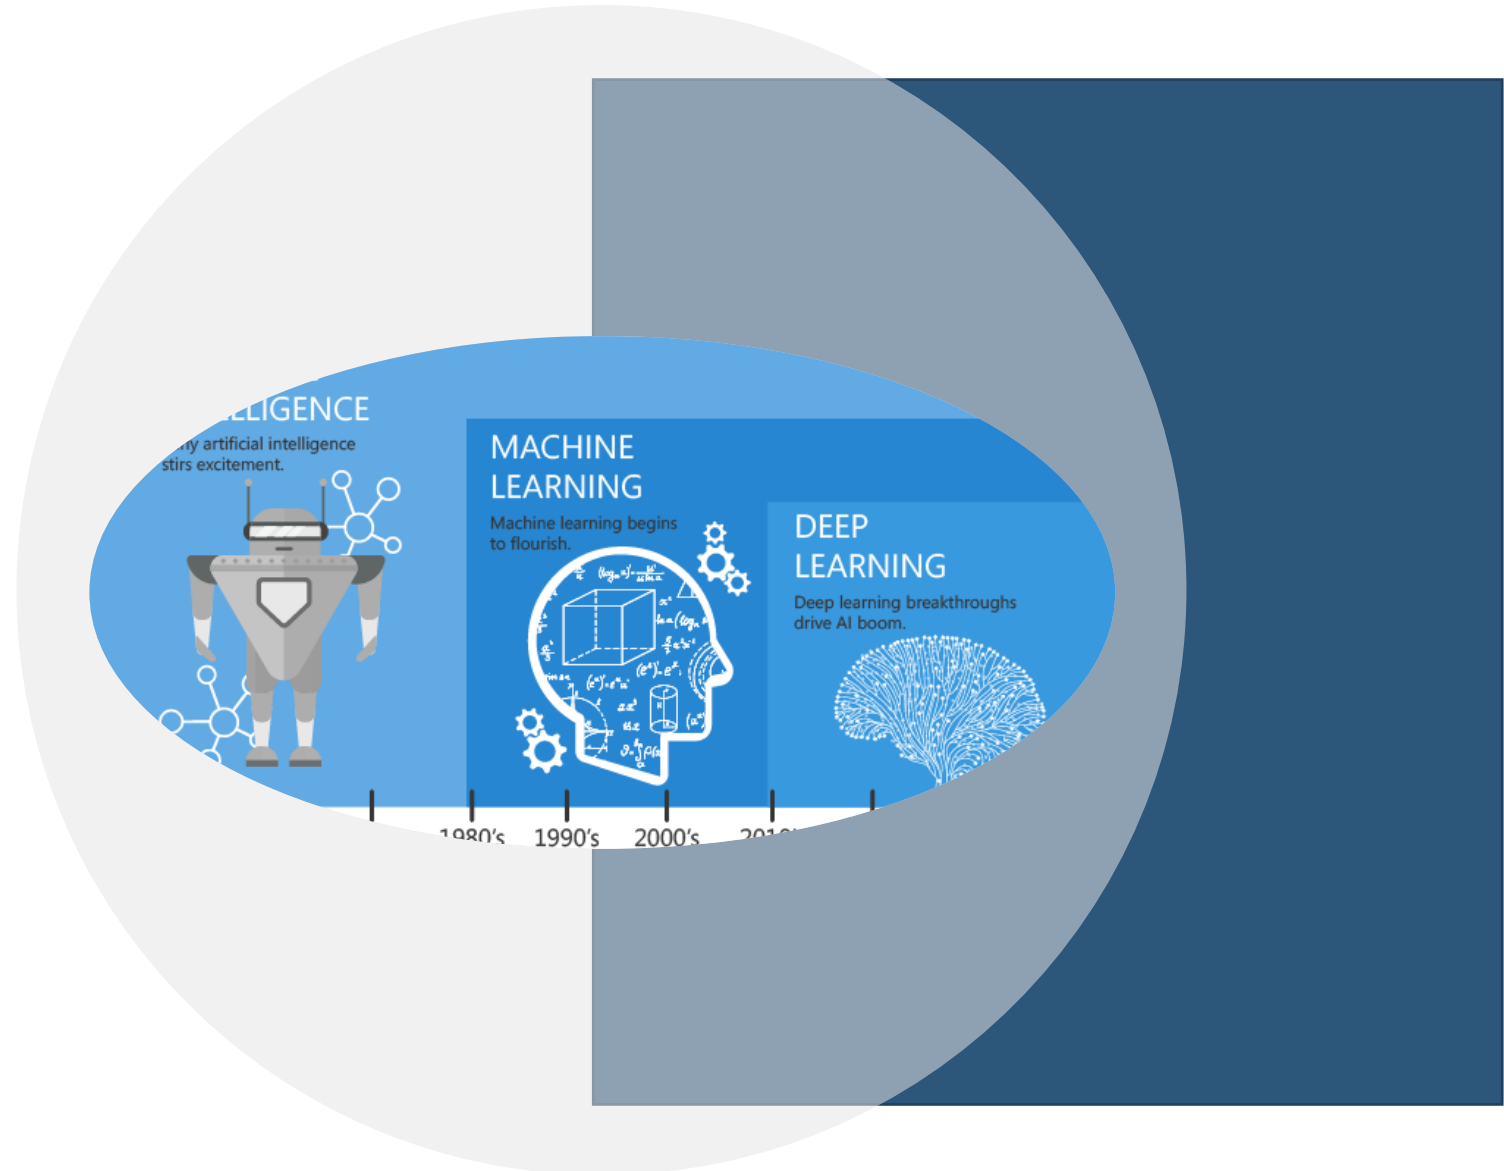 LLIGENCE
artificial intelligence
stirs excitement.
MACHINE
LEARNING
Machine learning begins
to flourish.
DEEP
LEARNING
Deep learning breakthroughs
drive AI boom.
1980's 1990's 2000's